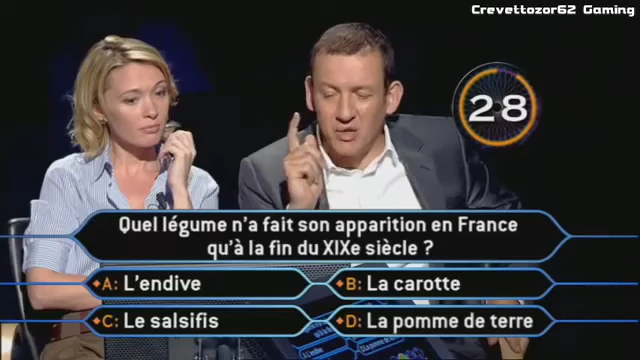 Crevettozor62 Gaming
28
Quel légume n'a fait son apparition en France
qu'à la fin du XIXe siècle ?
A: L'endive
B: La carotte
C: Le salsifis
D: La pomme de terre